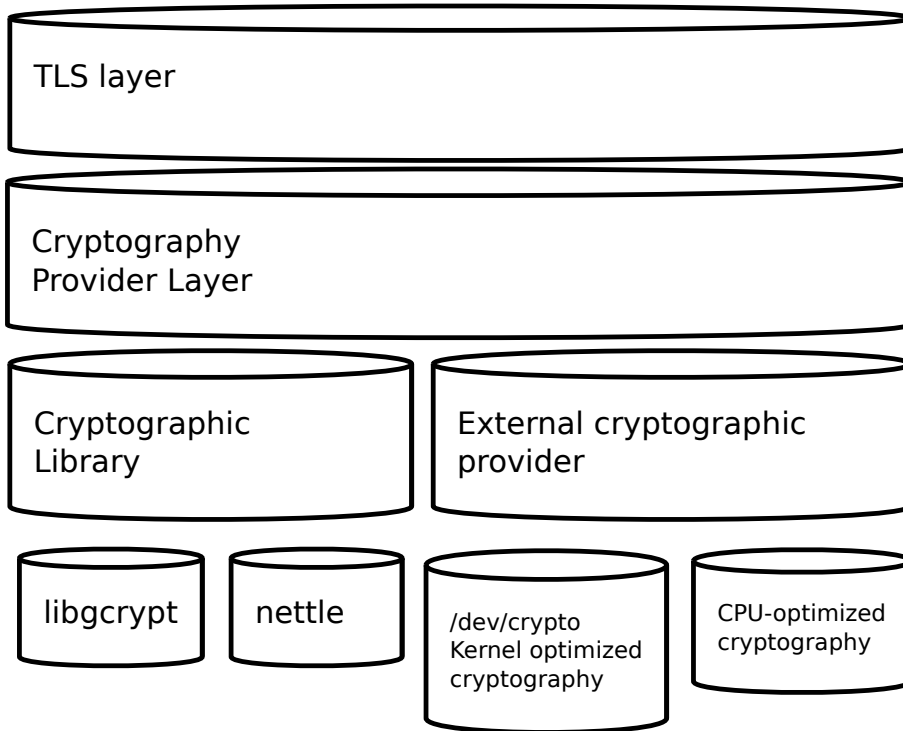 TLS layer
Cryptography
Provider Layer
Cryptographic
Library
External cryptographic
provider
libgcrypt
nettle
/dev/crypto
Kernel optimized
cryptography
CPU-optimized
cryptography